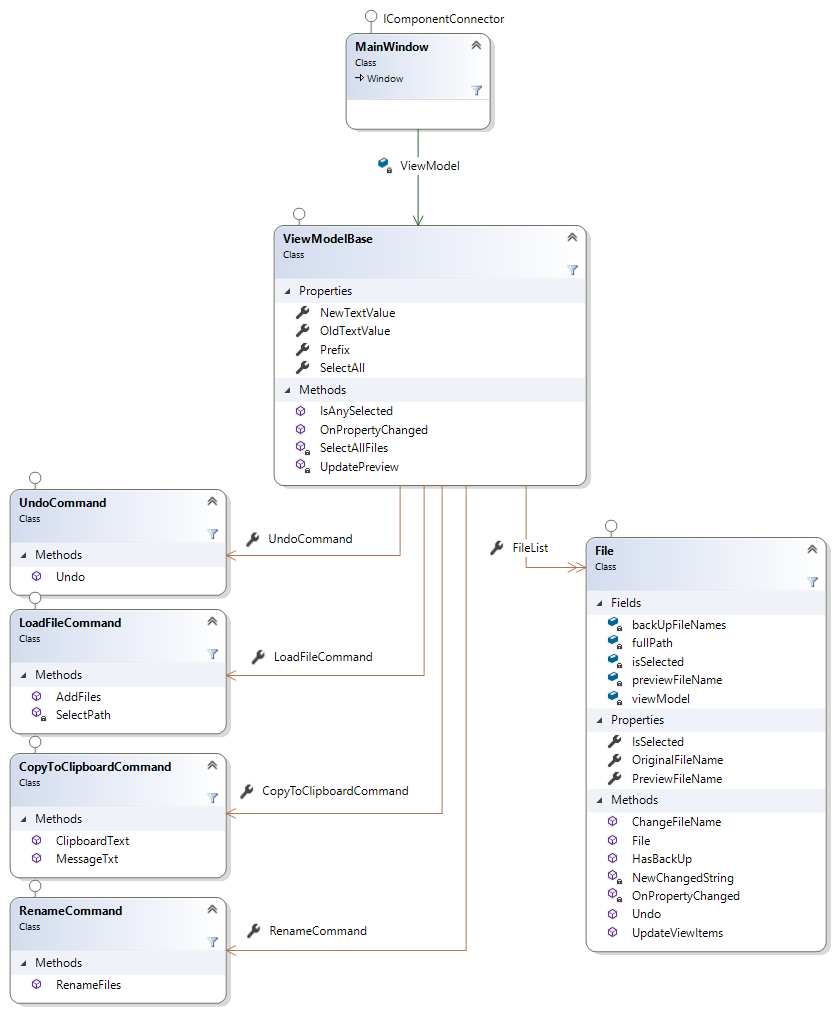 IComponentConnector
MainWindow
Class
Window
ViewModel
ViewModelBase
Class
Properties
NewTextValue
OldTextValue
Prefix
SelectAll
Methods
IsAnySelected
OnPropertyChanged
SelectAllFiles
UpdatePreview
UndoCommand
Class
Methods
Undo
UndoCommand
LoadFileCommand
Class
Methods
AddFiles
SelectPath
LoadFileCommand
CopyToClipboardCommand
Class
Methods
ClipboardText
MessageTxt
CopyToClipboardCommand
RenameCommand
Class
Methods
RenameFiles
RenameCommand
FileList
File
Class
Fields
backUpFileNames
fullPath
isSelected
previewFileName
viewModel
Properties
IsSelected
OriginalFileName
PreviewFileName
Methods
ChangeFileName
File
HasBackUp
NewChangedString
OnPropertyChanged
Undo
UpdateViewItems